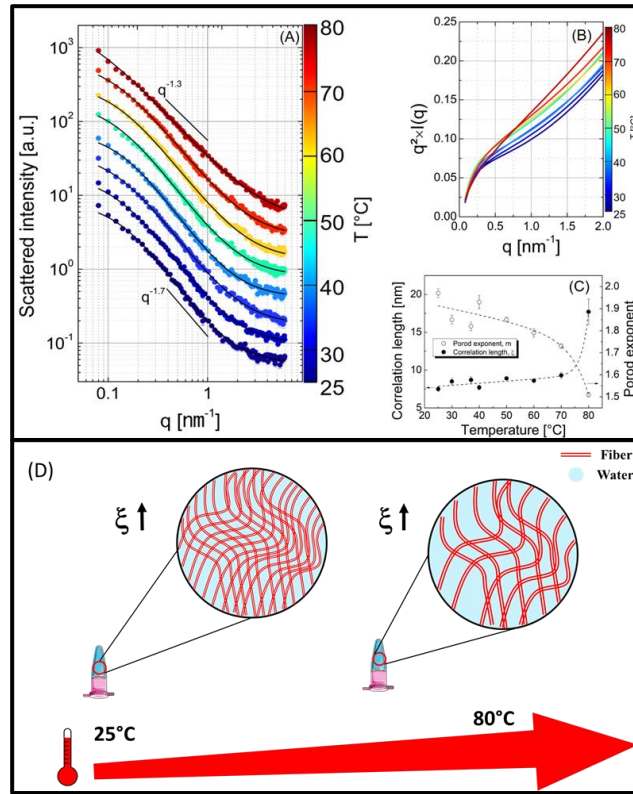 (A)
q⁻¹·³
q⁻¹·⁷
Scattered intensity [a.u.]
10³
10²
10¹
10⁰
10⁻¹
0.1 1
q [nm⁻¹]
80
70
60
50
40
30
25
T [°C]
(B)
q²×I(q)
0.25
0.20
0.15
0.10
0.05
0.00
0.0 0.5 1.0 1.5 2.0
q [nm⁻¹]
80
70
60
50
40
30
25
T [°C]
(C)
Correlation length [nm]
20
15
10
5
Porod exponent, m
Correlation length, ξ
2.0
1.9
1.8
1.7
1.6
1.5
Porod exponent
20 30 40 50 60 70 80
Temperature [°C]
(D)
Fiber
Water
ξ ↑
ξ ↑
25°C
80°C